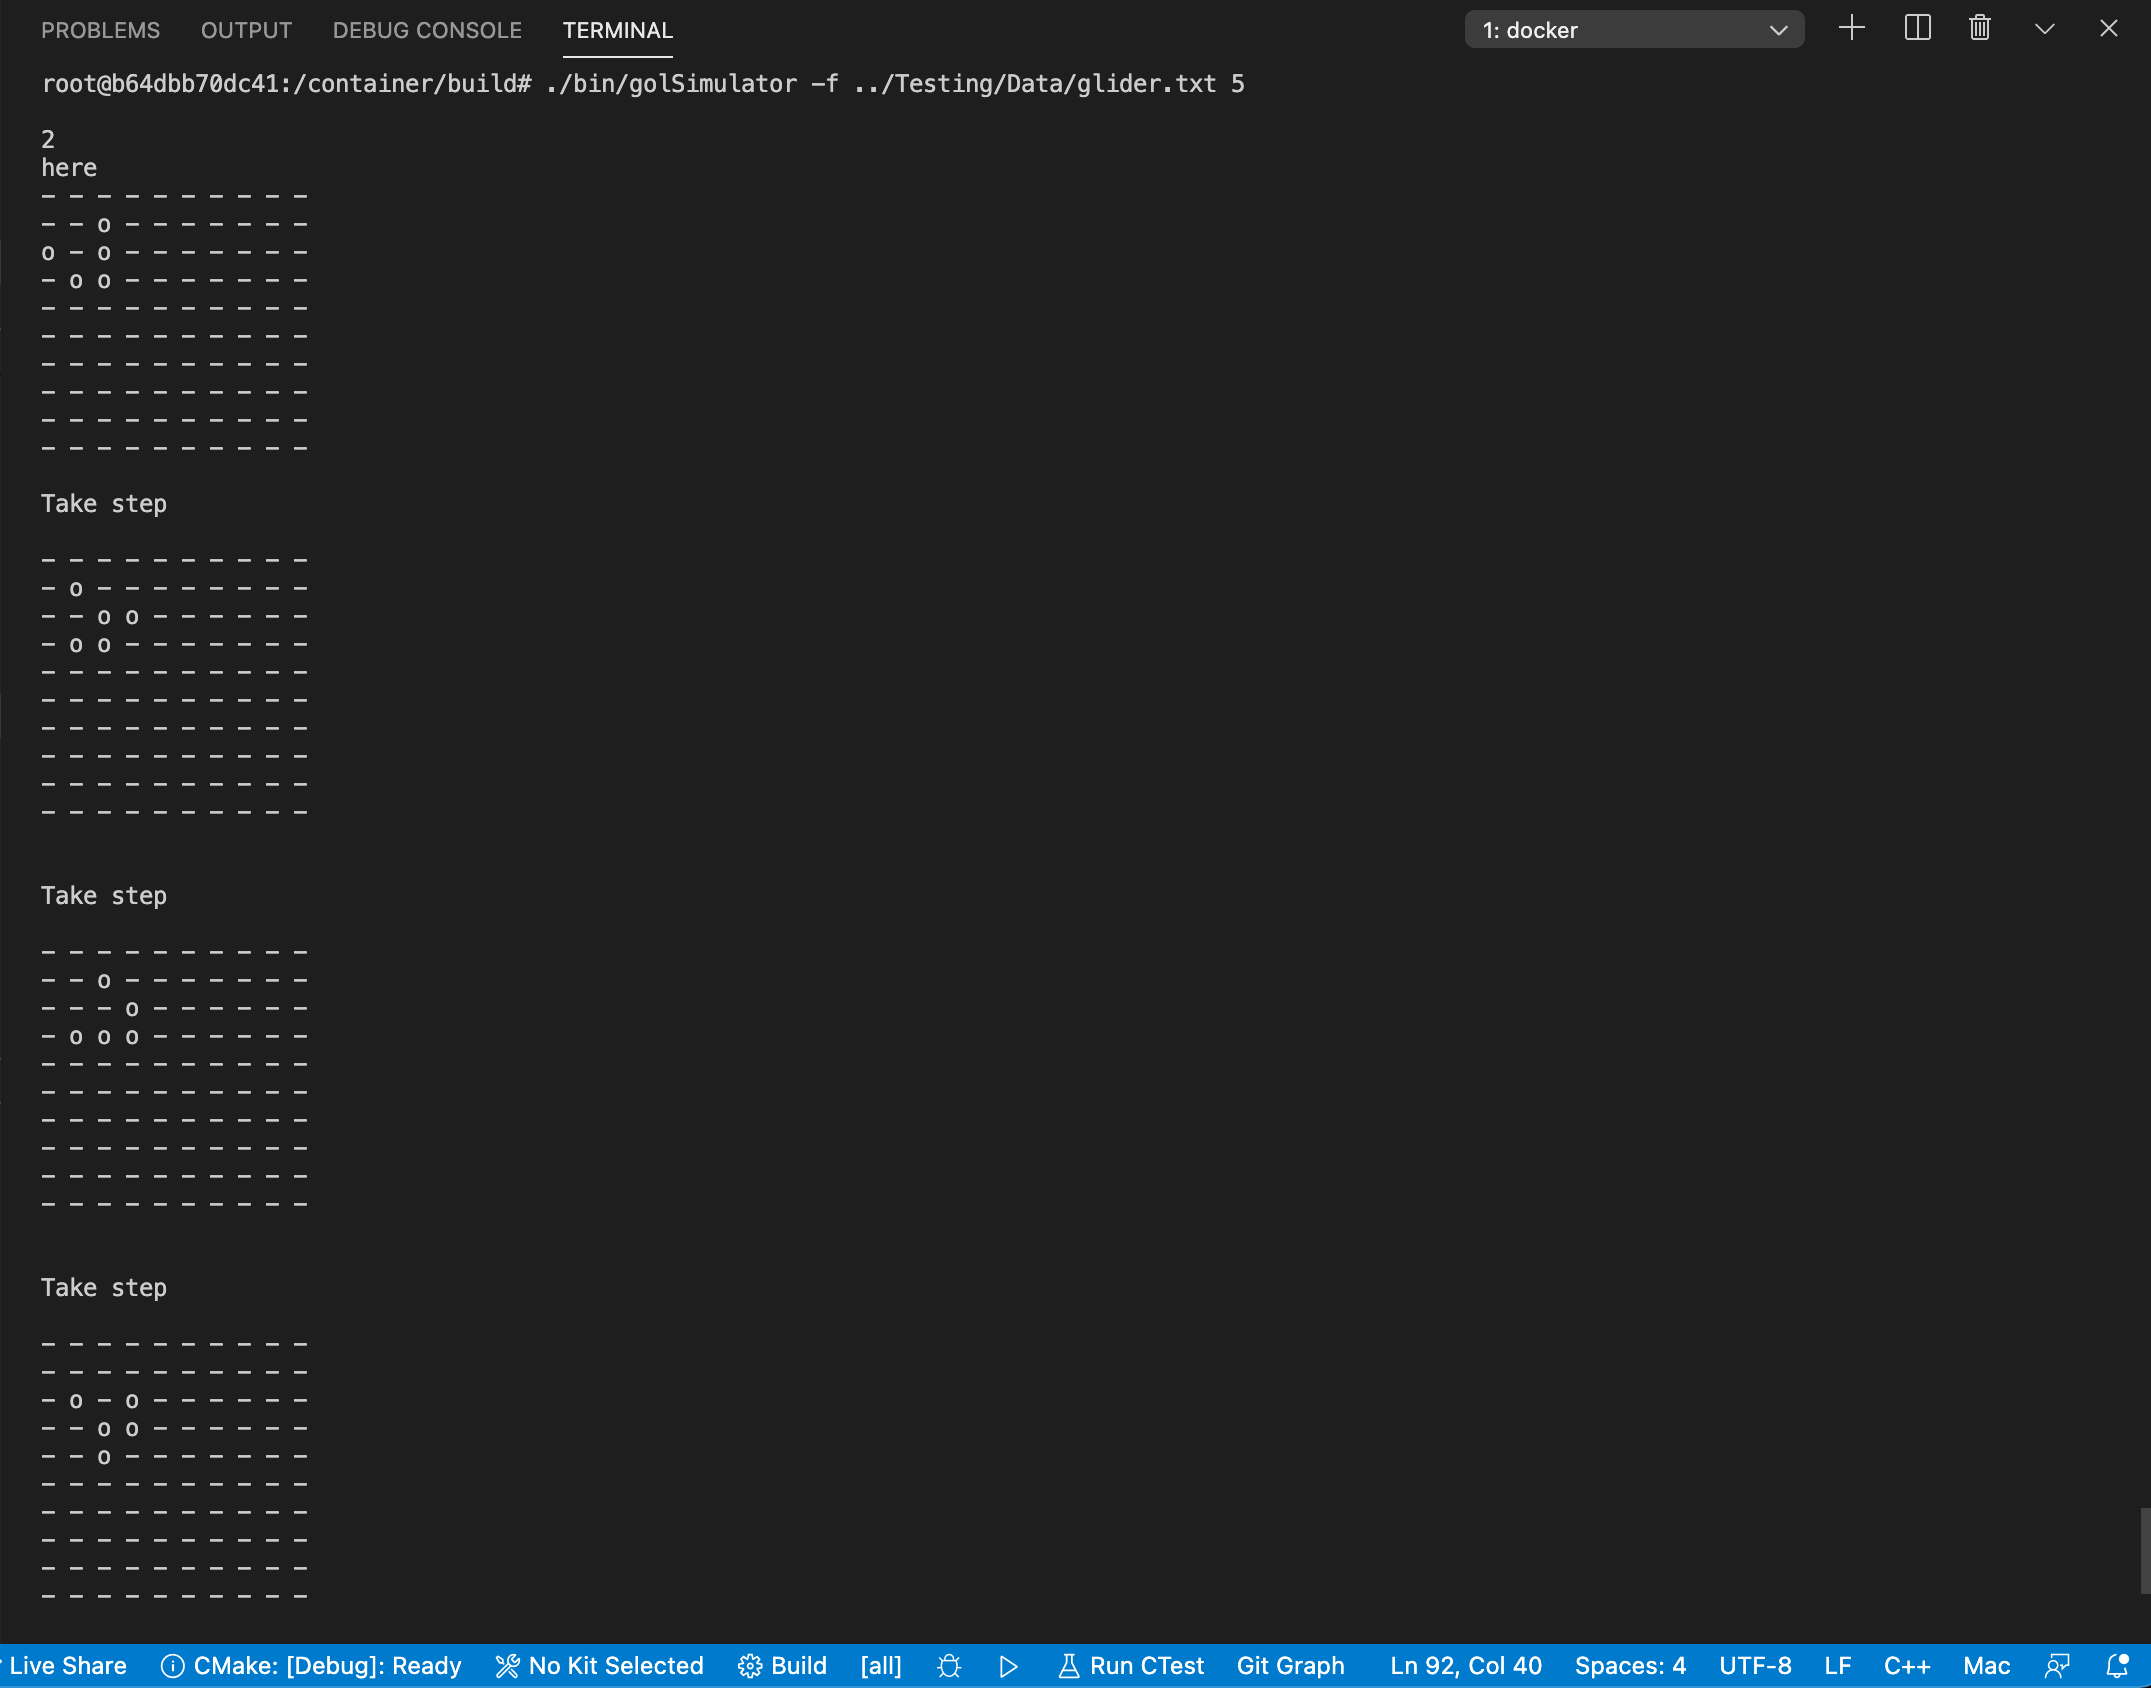 PROBLEMS OUTPUT DEBUG CONSOLE TERMINAL 1: docker
root@b64dbb70dc41:/container/build# ./bin/golSimulator -f ../Testing/Data/glider.txt 5
2
here
- - - - - - - - - -
- - o - - - - - - -
o - o - - - - - - -
- o o - - - - - - -
- - - - - - - - - -
- - - - - - - - - -
- - - - - - - - - -
- - - - - - - - - -
- - - - - - - - - -
- - - - - - - - - -
Take step
- - - - - - - - - -
- o - - - - - - - -
- - o o - - - - - -
- o o - - - - - - -
- - - - - - - - - -
- - - - - - - - - -
- - - - - - - - - -
- - - - - - - - - -
- - - - - - - - - -
- - - - - - - - - -
Take step
- - - - - - - - - -
- - o - - - - - - -
- - - o - - - - - -
- o o o - - - - - -
- - - - - - - - - -
- - - - - - - - - -
- - - - - - - - - -
- - - - - - - - - -
- - - - - - - - - -
- - - - - - - - - -
Take step
- - - - - - - - - -
- - - - - - - - - -
- o - o - - - - - -
- - o o - - - - - -
- - o - - - - - - -
- - - - - - - - - -
- - - - - - - - - -
- - - - - - - - - -
- - - - - - - - - -
- - - - - - - - - -
Live Share CMake: [Debug]: Ready No Kit Selected Build [all] Run CTest Git Graph Ln 92, Col 40 Spaces: 4 UTF-8 LF C++ Mac